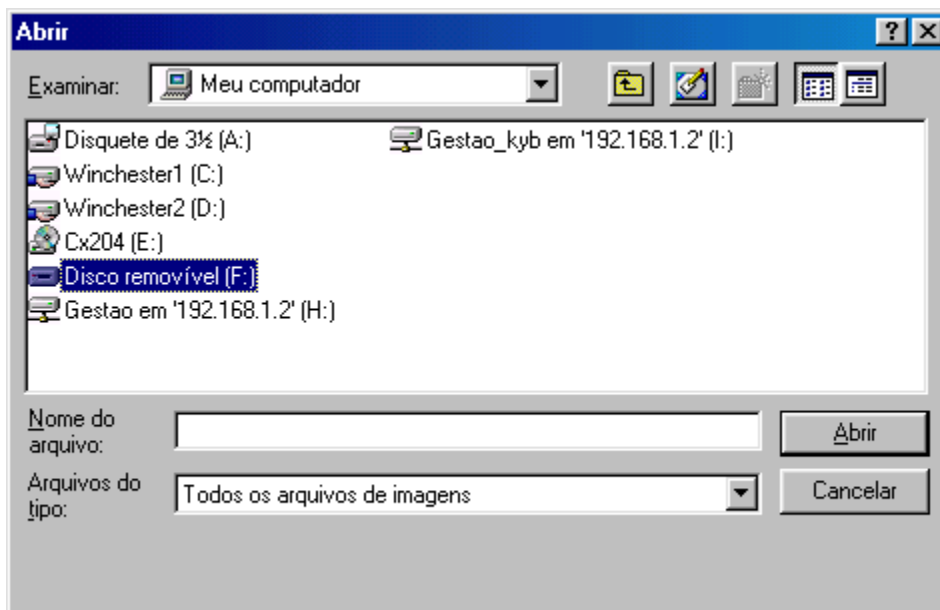 Abrir
Examinar: Meu computador
Disquete de 3½ (A:)
Winchester1 (C:)
Winchester2 (D:)
Cx204 (E:)
Disco removível (F:)
Gestao em '192.168.1.2' (H:)
Gestao_kyb em '192.168.1.2' (I:)
Nome do
arquivo:
Abrir
Arquivos do
tipo:
Todos os arquivos de imagens
Cancelar